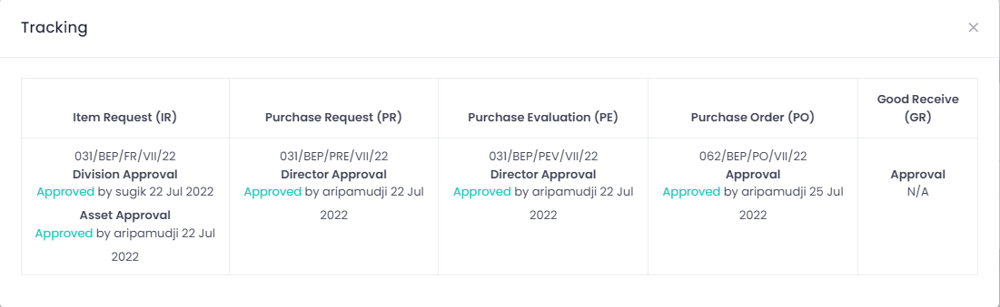 Tracking
Item Request (IR)
Purchase Request (PR)
Purchase Evaluation (PE)
Purchase Order (PO)
Good Receive
(GR)
031/BEP/FR/VII/22
Division Approval
Approved by sugik 22 Jul 2022
Asset Approval
Approved by aripamudji 22 Jul
2022
031/BEP/PRE/VII/22
Director Approval
Approved by aripamudji 22 Jul
2022
031/BEP/PEV/VII/22
Director Approval
Approved by aripamudji 22 Jul
2022
062/BEP/PO/VII/22
Approval
Approved by aripamudji 25 Jul
2022
Approval
N/A